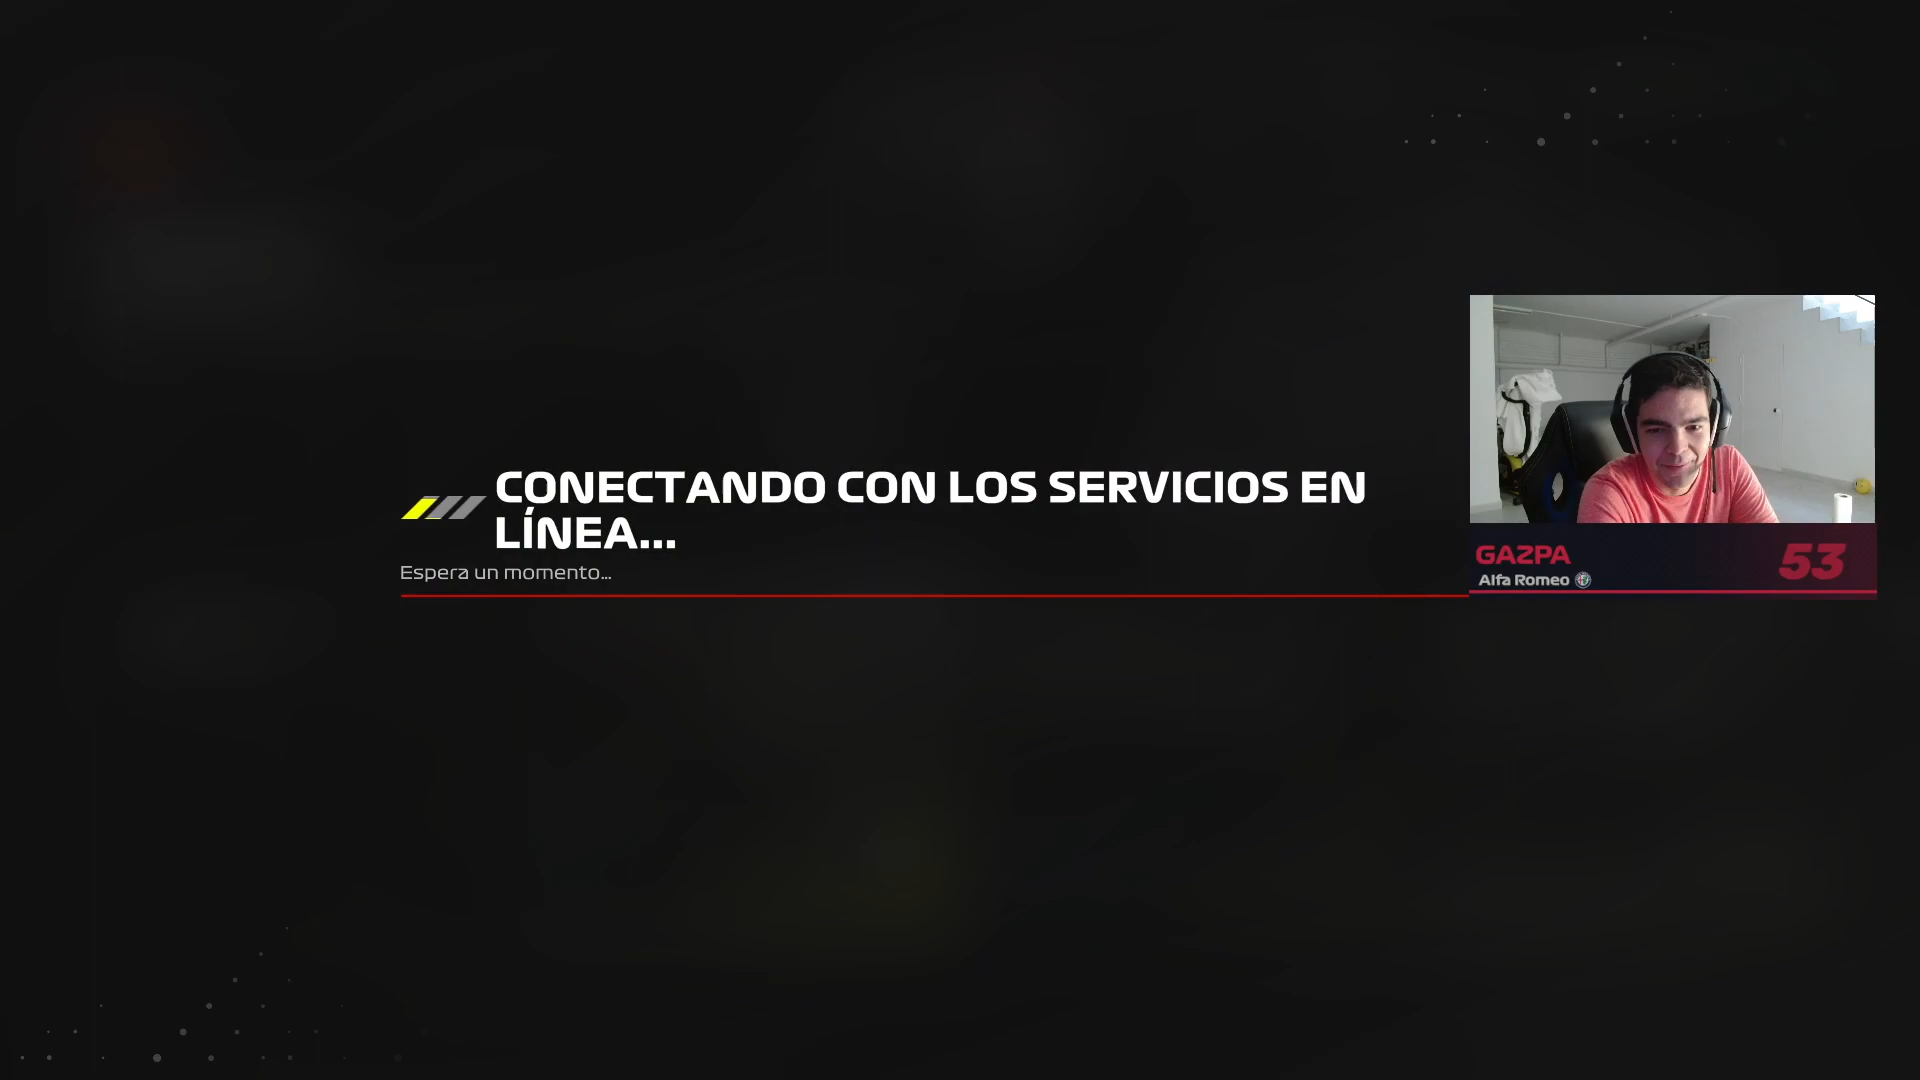 CONECTANDO CON LOS SERVICIOS EN
LÍNEA...
Espera un momento...
GAZPA
53
Alfa Romeo